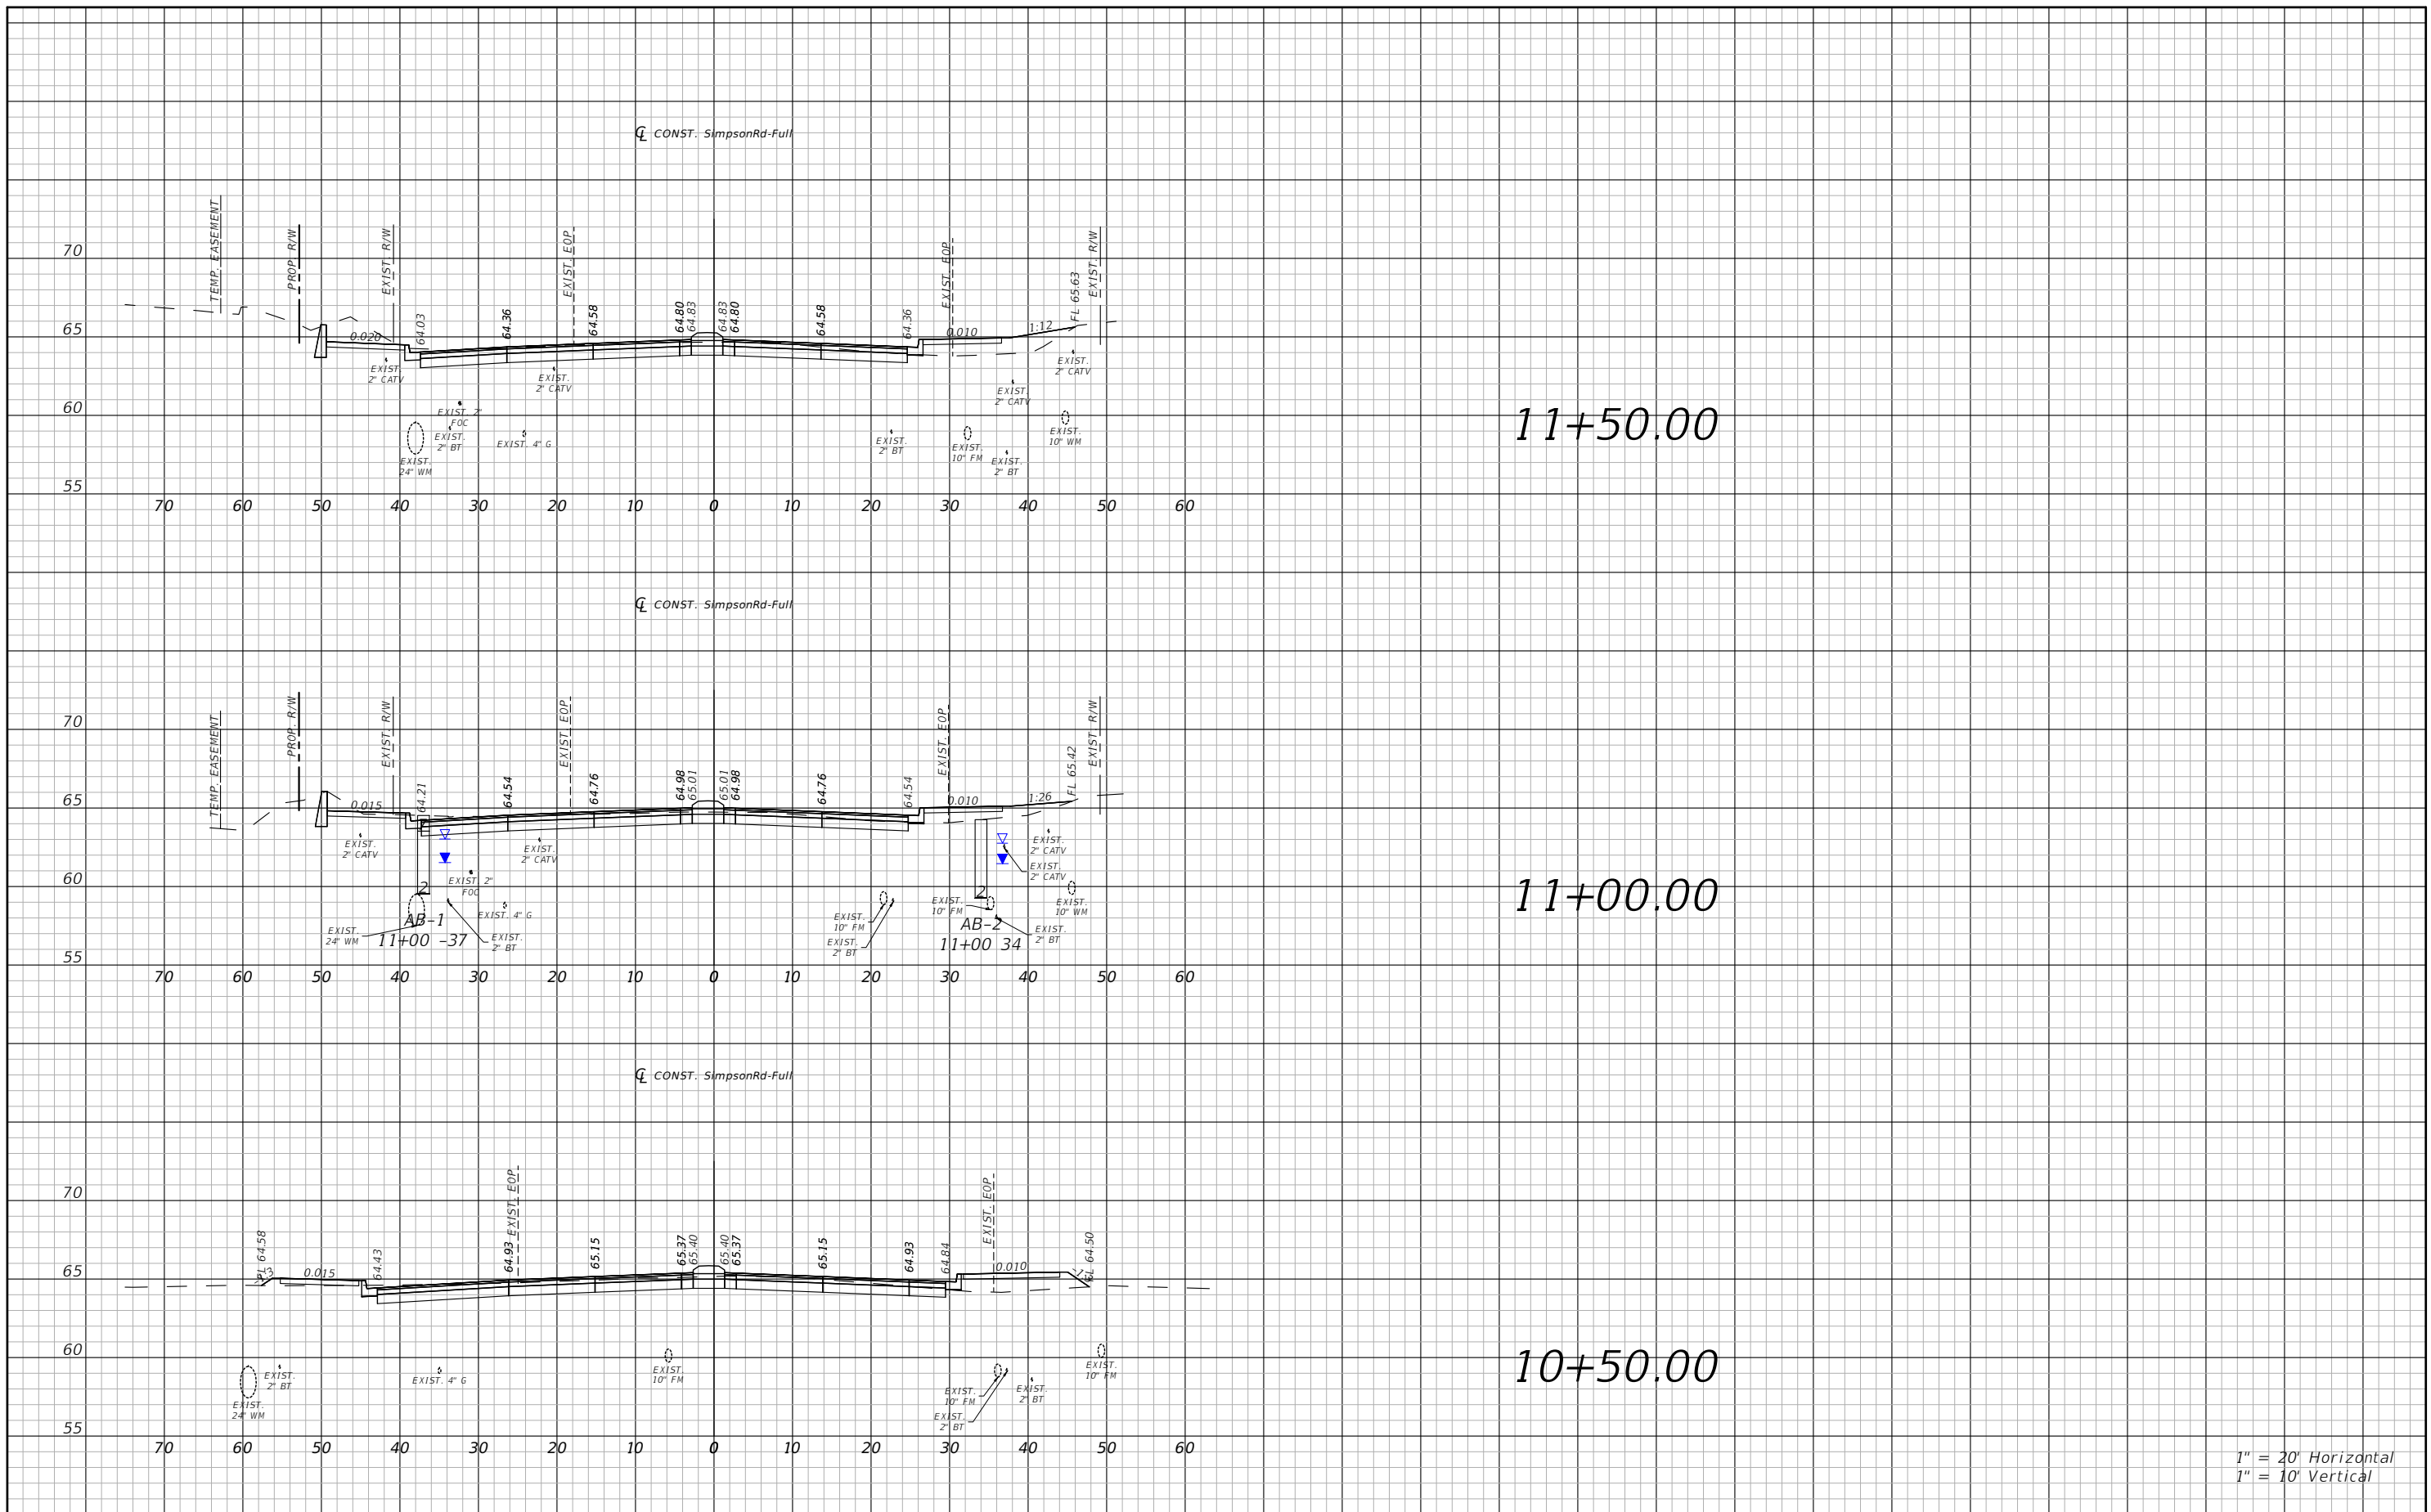 ℄ CONST. SimpsonRd-Full
TEMP. EASEMENT
PROP. R/W
EXIST. R/W
EXIST. EOP
EXIST. EOP
EXIST. R/W
70
65
60
55
64.03
64.36
64.58
64.80
64.83
64.83
64.80
64.58
64.36
FL 65.63
0.020
0.010
1:12
EXIST.
2" CATV
EXIST. 2"
FOC
EXIST.
2" BT
EXIST.
24" WM
EXIST. 4" G
EXIST.
2" CATV
EXIST.
2" BT
EXIST.
10" FM
EXIST.
2" BT
EXIST.
2" CATV
EXIST.
2" CATV
EXIST.
10" WM
11+50.00
70 60 50 40 30 20 10 0 10 20 30 40 50 60
℄ CONST. SimpsonRd-Full
TEMP. EASEMENT
PROP. R/W
EXIST. R/W
EXIST. EOP
EXIST. EOP
EXIST. R/W
70
65
60
55
64.21
64.54
64.76
64.98
65.01
65.01
64.98
64.76
64.54
FL 65.42
0.015
0.010
1:26
EXIST.
2" CATV
EXIST.
2" CATV
EXIST. 2"
FOC
EXIST. 4" G
EXIST.
24" WM
2
AB-1
11+00 -37
EXIST.
2" BT
EXIST.
10" FM
EXIST.
2" BT
EXIST.
10" FM
2
AB-2
11+00 34
EXIST.
2" BT
EXIST.
2" CATV
EXIST.
2" CATV
EXIST.
10" WM
11+00.00
70 60 50 40 30 20 10 0 10 20 30 40 50 60
℄ CONST. SimpsonRd-Full
EXIST. EOP
EXIST. EOP
70
65
60
55
FL 64.58
64.43
64.93
65.15
65.37
65.40
65.40
65.37
65.15
64.93
64.84
FL 64.50
0.015
0.010
EXIST.
24" WM
EXIST.
2" BT
EXIST. 4" G
EXIST.
10" FM
EXIST.
10" FM
EXIST.
2" BT
EXIST.
2" BT
EXIST.
10" FM
10+50.00
70 60 50 40 30 20 10 0 10 20 30 40 50 60
1" = 20' Horizontal
1" = 10' Vertical